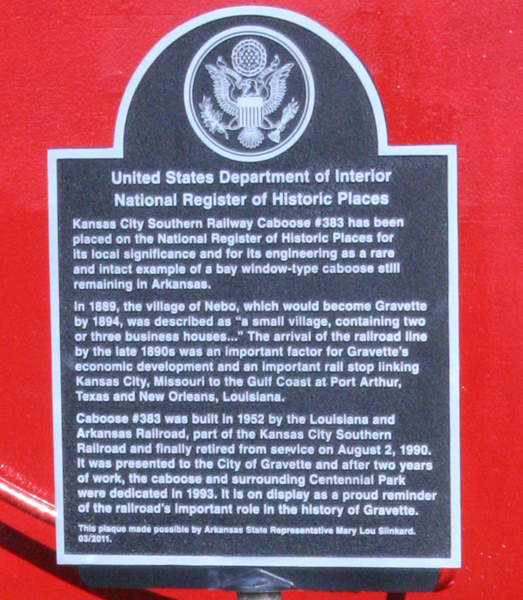 United States Department of Interior
National Register of Historic Places
Kansas City Southern Railway Caboose #383 has been
placed on the National Register of Historic Places for
its local significance and for its engineering as a rare
and intact example of a bay window-type caboose still
remaining in Arkansas.
In 1889, the village of Nebo, which would become Gravette
by 1894, was described as “a small village, containing two
or three business houses...” The arrival of the railroad line
by the late 1890s was an important factor for Gravette's
economic development and an important rail stop linking
Kansas City, Missouri to the Gulf Coast at Port Arthur,
Texas and New Orleans, Louisiana.
Caboose #383 was built in 1952 by the Louisiana and
Arkansas Railroad, part of the Kansas City Southern
Railroad and finally retired from service on August 2, 1990.
It was presented to the City of Gravette and after two years
of work, the caboose and surrounding Centennial Park
were dedicated in 1993. It is on display as a proud reminder
of the railroad's important role in the history of Gravette.
This plaque made possible by Arkansas State Representative Mary Lou Slinkard.
03/2011.